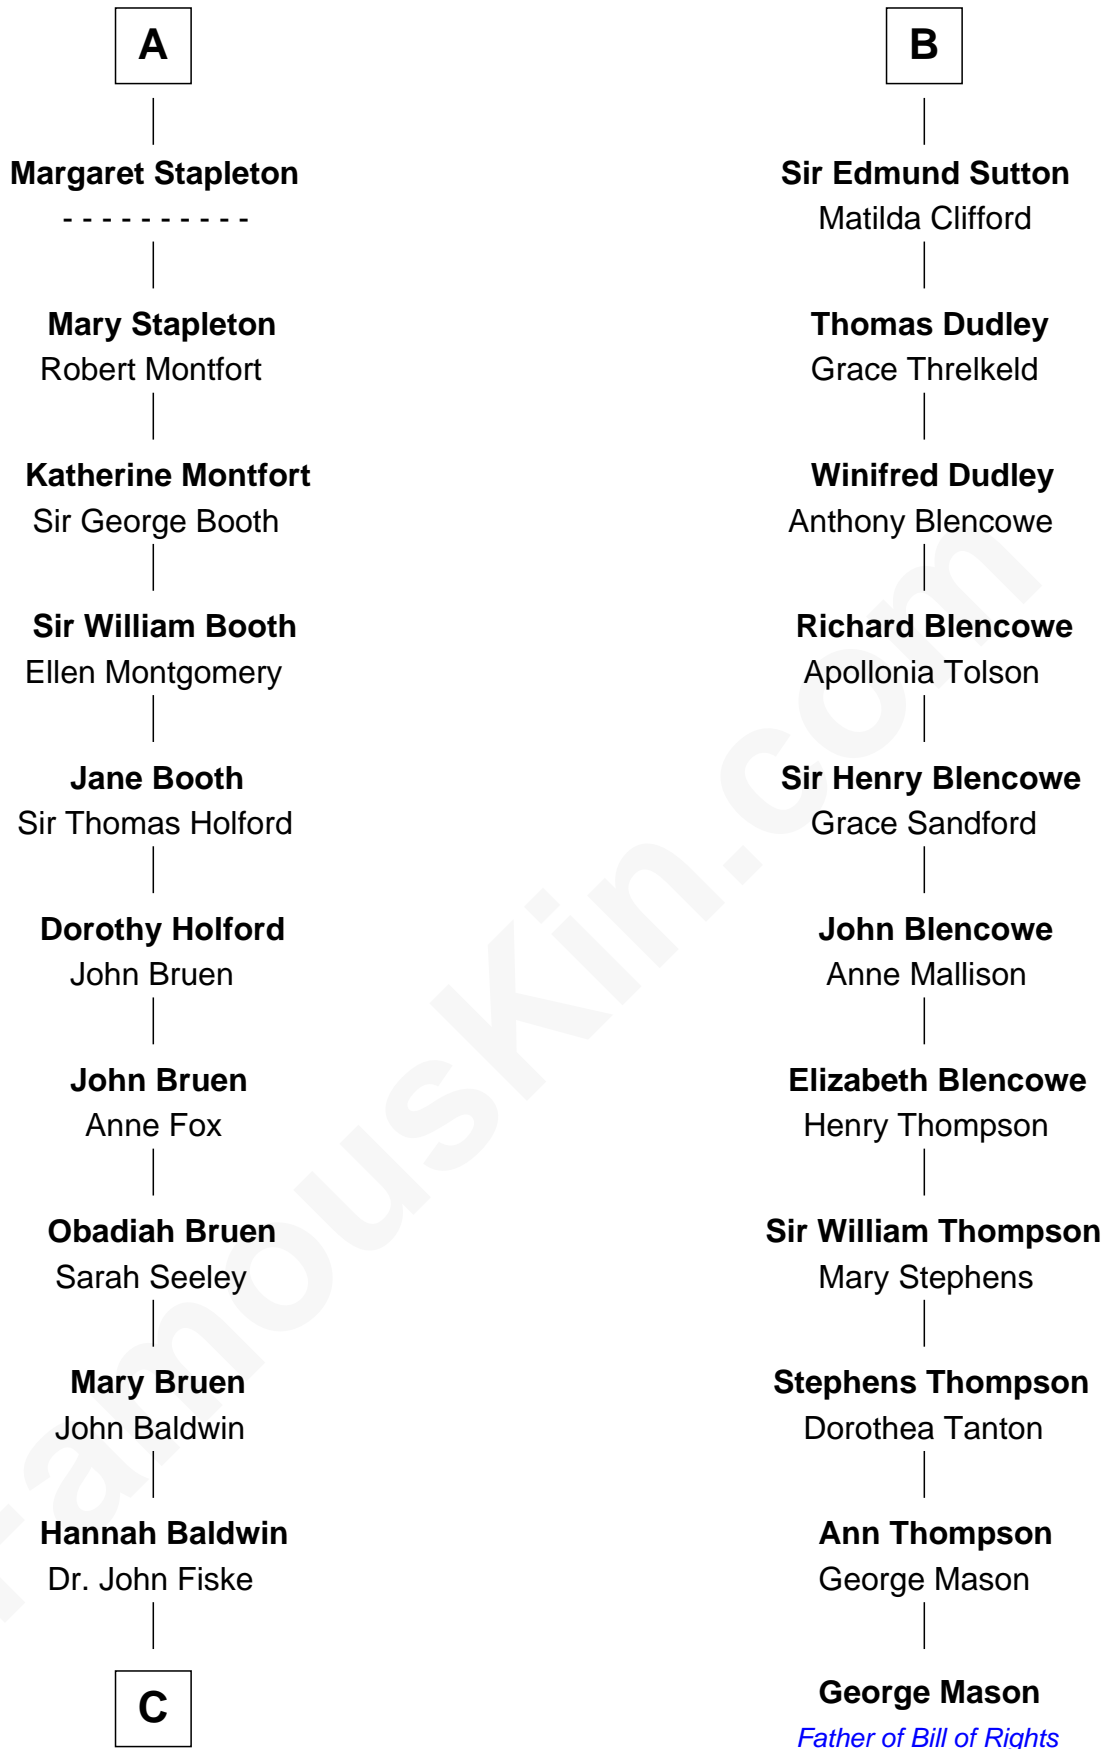 A
Margaret Stapleton
- - - - - - - - - -
Mary Stapleton
Robert Montfort
Katherine Montfort
Sir George Booth
Sir William Booth
Ellen Montgomery
Jane Booth
Sir Thomas Holford
Dorothy Holford
John Bruen
John Bruen
Anne Fox
Obadiah Bruen
Sarah Seeley
Mary Bruen
John Baldwin
Hannah Baldwin
Dr. John Fiske
C
B
Sir Edmund Sutton
Matilda Clifford
Thomas Dudley
Grace Threlkeld
Winifred Dudley
Anthony Blencowe
Richard Blencowe
Apollonia Tolson
Sir Henry Blencowe
Grace Sandford
John Blencowe
Anne Mallison
Elizabeth Blencowe
Henry Thompson
Sir William Thompson
Mary Stephens
Stephens Thompson
Dorothea Tanton
Ann Thompson
George Mason
George Mason
Father of Bill of Rights
FamousKin.com